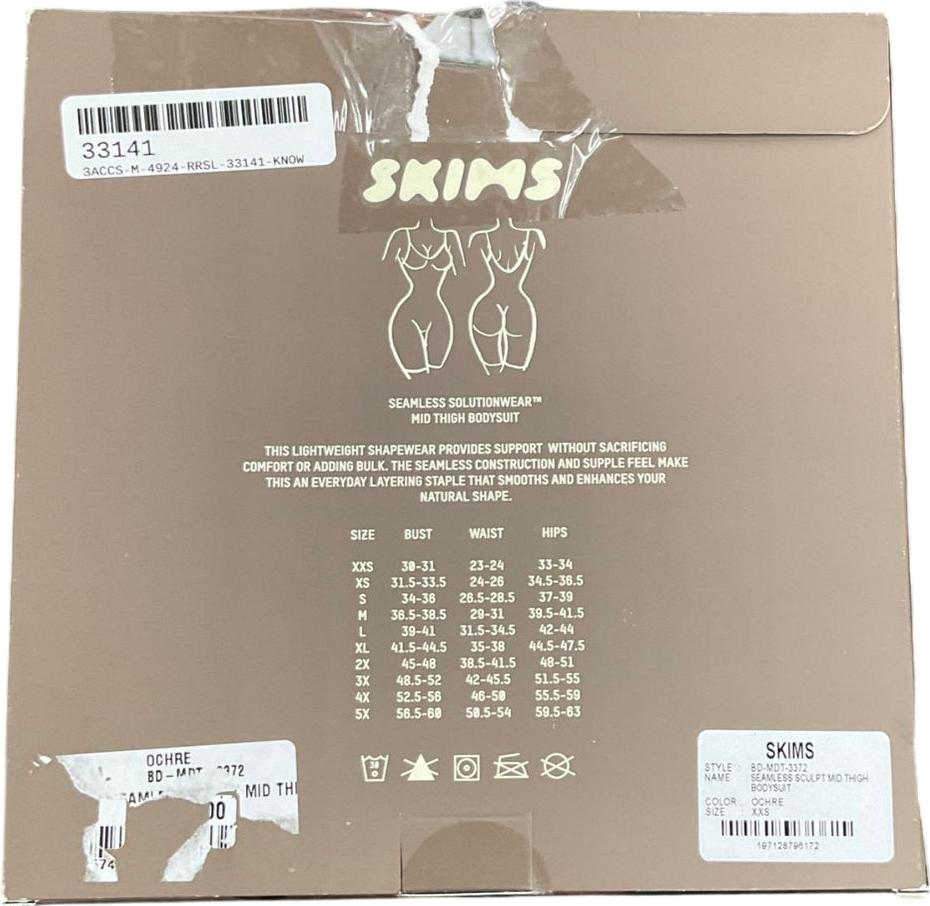 33141
3ACCS-M-4924-RRSL-33141-KNOW
SKIMS
SEAMLESS SOLUTIONWEAR™
MID THIGH BODYSUIT
THIS LIGHTWEIGHT SHAPEWEAR PROVIDES SUPPORT WITHOUT SACRIFICING
COMFORT OR ADDING BULK. THE SEAMLESS CONSTRUCTION AND SUPPLE FEEL MAKE
THIS AN EVERYDAY LAYERING STAPLE THAT SMOOTHS AND ENHANCES YOUR
NATURAL SHAPE.
SIZE BUST WAIST HIPS
XXS 30-31 23-24 33-34
XS 31.5-33.5 24-26 34.5-36.5
S 34-36 26.5-28.5 37-39
M 36.5-38.5 29-31 39.5-41.5
L 39-41 31.5-34.5 42-44
XL 41.5-44.5 35-38 44.5-47.5
2X 45-48 38.5-41.5 48-51
3X 48.5-52 42-45.5 51.5-55
4X 52.5-56 46-50 55.5-59
5X 56.5-60 50.5-54 59.5-63
30
OCHRE
BD-MDT 3372
MID THI
00
74
SKIMS
STYLE : BD-MDT-3372
NAME : SEAMLESS SCULPT MID THIGH
BODYSUIT
COLOR : OCHRE
SIZE : XXS
197128796172